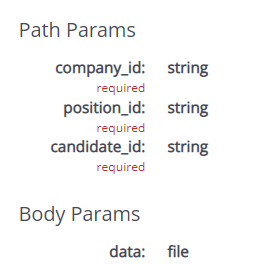 Path Params
company_id: string
required
position_id: string
required
candidate_id: string
required
Body Params
data: file